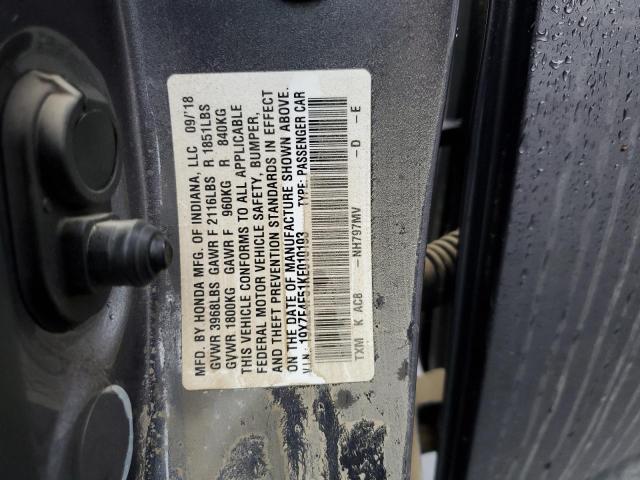 MFD. BY HONDA MFG. OF INDIANA, LLC 09/'18
GVWR 3968LBS GAWR F 2116LBS R 1851LBS
GVWR 1800KG GAWR F 960KG R 840KG
THIS VEHICLE CONFORMS TO ALL APPLICABLE
FEDERAL MOTOR VEHICLE SAFETY, BUMPER,
AND THEFT PREVENTION STANDARDS IN EFFECT
ON THE DATE OF MANUFACTURE SHOWN ABOVE.
V.I.N.: 19XZE4F51KE010193 TYPE: PASSENGER CAR
TXM K AC8 -NH797MV -D -E